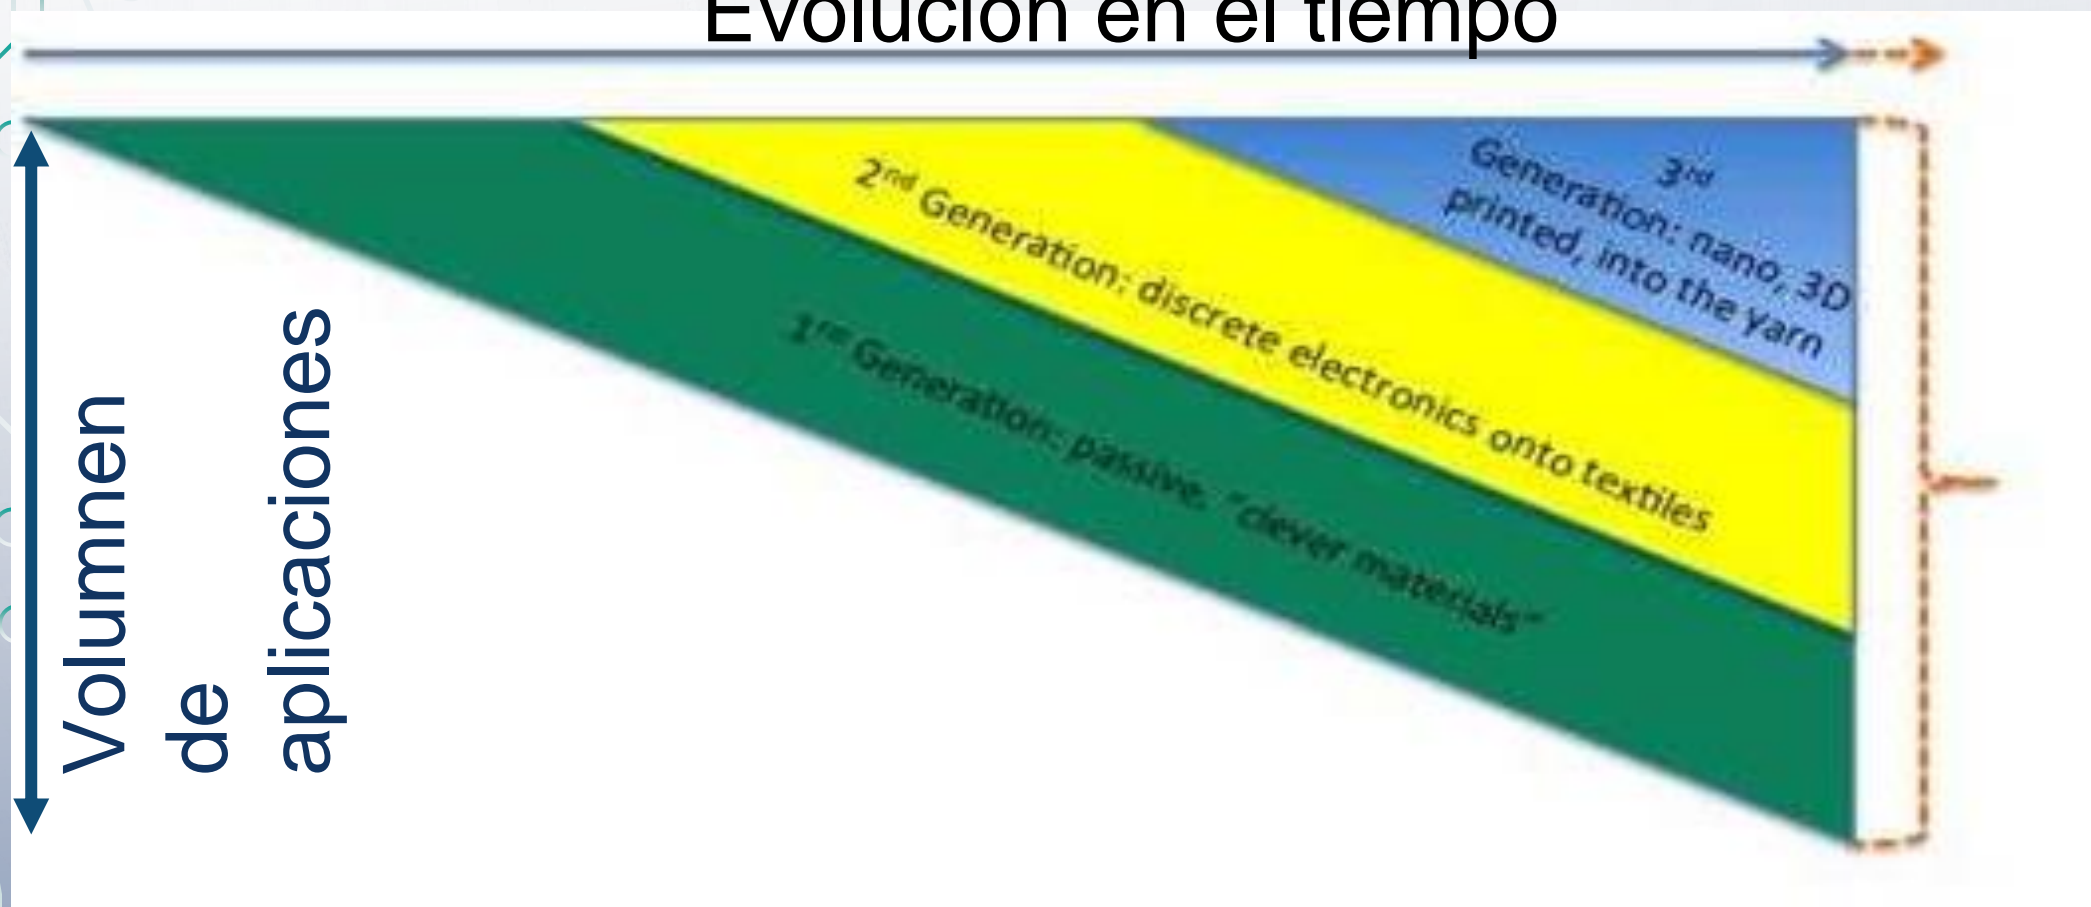 Evolución en el tiempo
Volumnen
de
aplicaciones
3rd
Generation: nano, 3D
printed, into the yarn
2nd Generation: discrete electronics onto textiles
1rst Generation: passive, "clever materials"